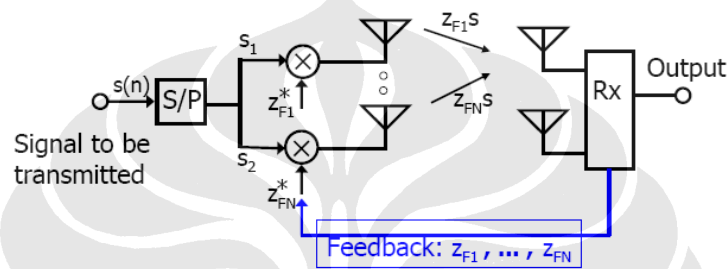 s(n)
Signal to be
transmitted
S/P
s1
z*F1
s2
z*FN
zF1s
zFNs
Rx
Output
Feedback: zF1 , ... , zFN